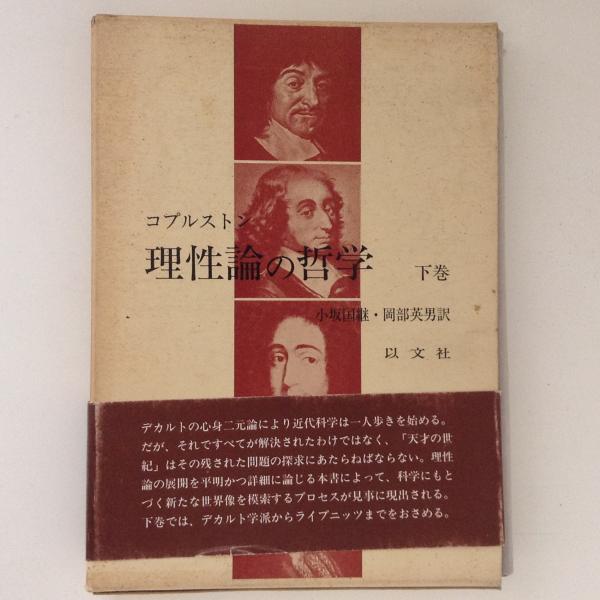 コプルストン
理性論の哲学 下巻
小坂国継・岡部英男訳
以文社
デカルトの心身二元論により近代科学は一人歩きを始める。
だが、それですべてが解決されたわけではなく、「天才の世
紀」はその残された問題の探求にあたらねばならない。理性
論の展開を平明かつ詳細に論じる本書によって、科学にもと
づく新たな世界像を模索するプロセスが見事に現出される。
下巻では、デカルト学派からライプニッツまでをおさめる。